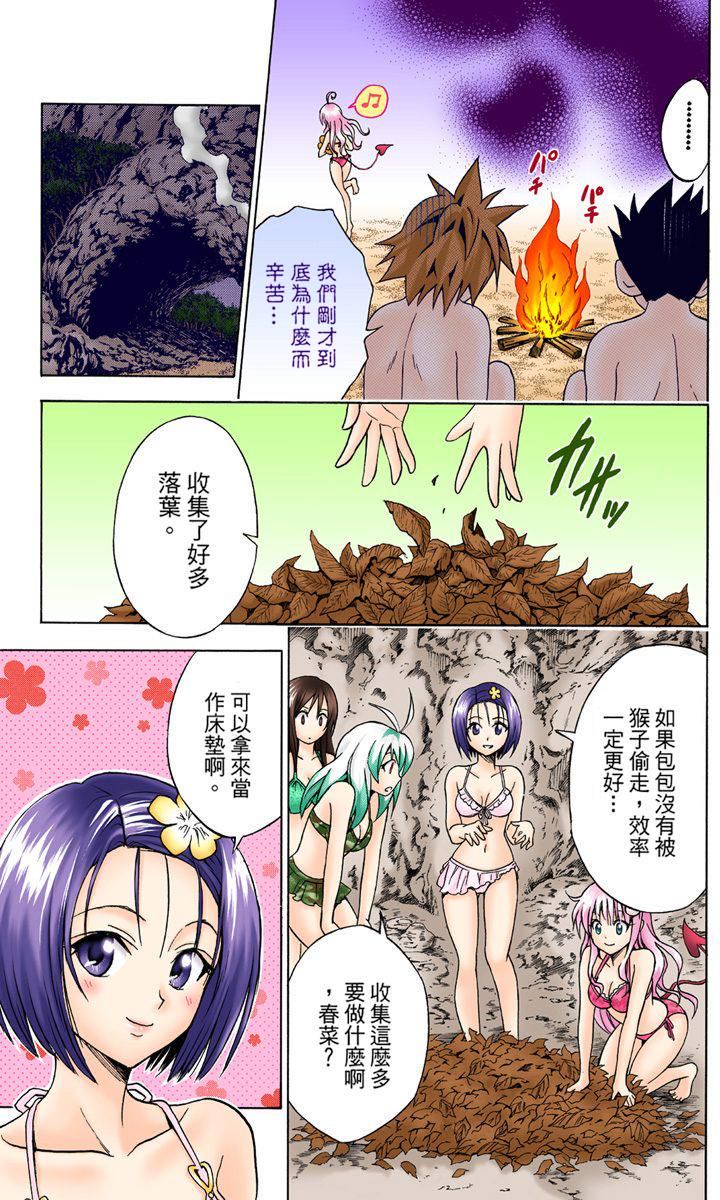 ………
パチ
パチ
我們剛才到
底為什麼而
辛苦…
收集了好多
落葉。
ガサッ
如果包包沒有被
猴子偷走，效率
一定更好…
收集這麼多
要做什麼啊
，春菜？
可以拿來當
作床墊啊。